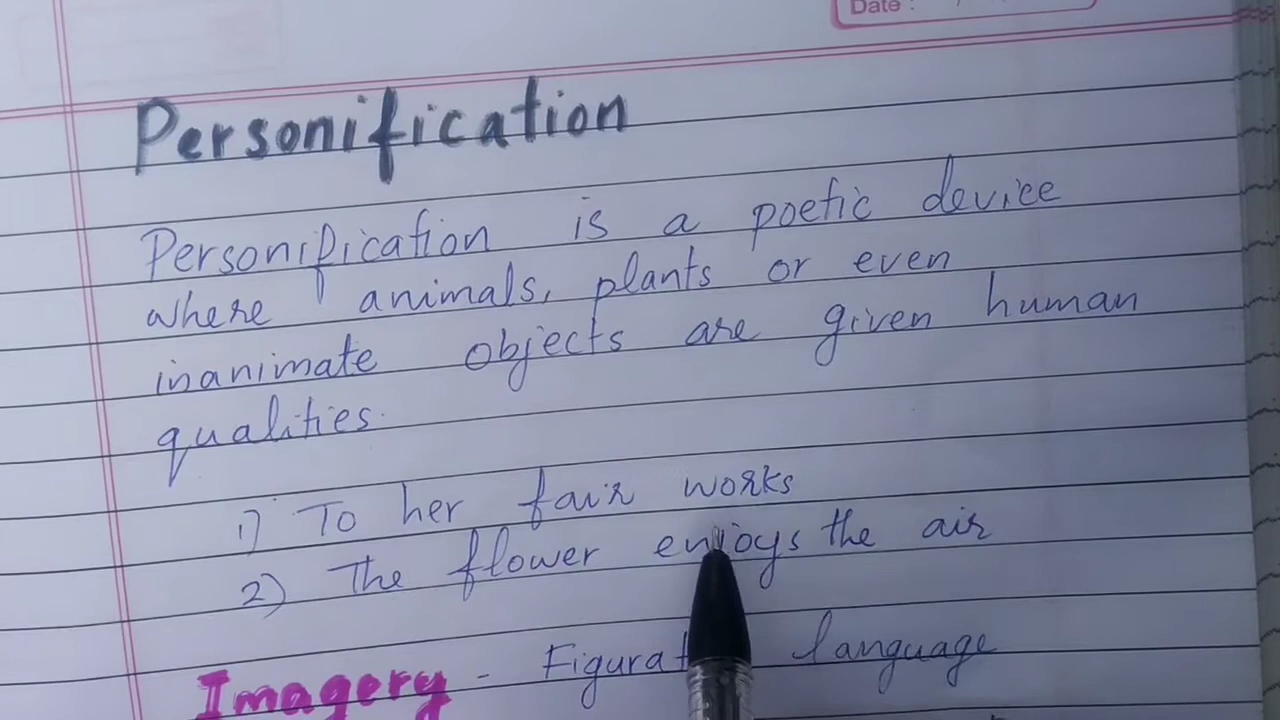 Date :
Personification
Personification is a poetic device
where animals, plants or even
inanimate objects are given human
qualities.
1) To her fair works
2) The flower enjoys the air
Imagery - Figurat language